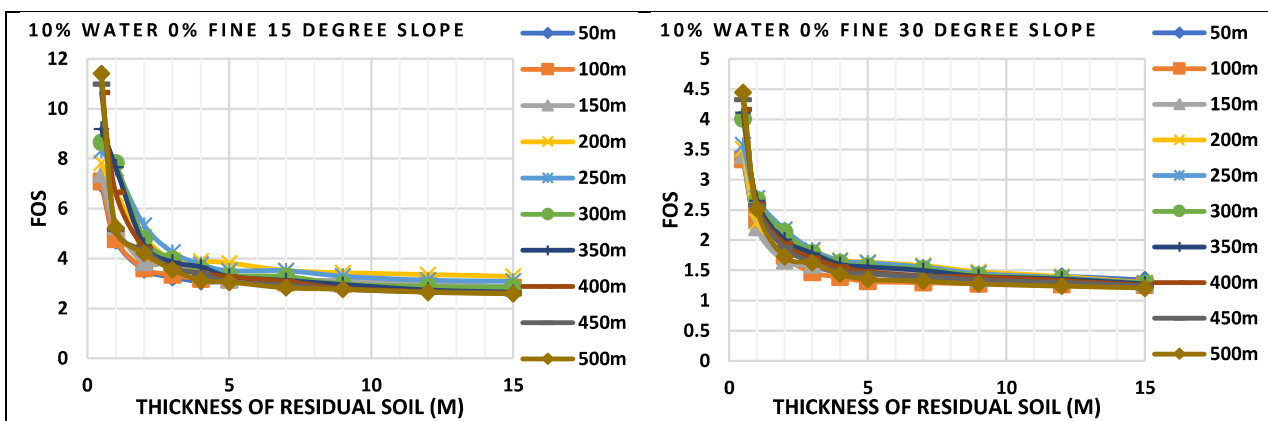 10% WATER 0% FINE 15 DEGREE SLOPE
12
10
8
6
4
2
0
FOS
0
5
10
15
THICKNESS OF RESIDUAL SOIL (M)
50m
100m
150m
200m
250m
300m
350m
400m
450m
500m
10% WATER 0% FINE 30 DEGREE SLOPE
5
4.5
4
3.5
3
2.5
2
1.5
1
0.5
0
FOS
0
5
10
15
THICKNESS OF RESIDUAL SOIL (M)
50m
100m
150m
200m
250m
300m
350m
400m
450m
500m